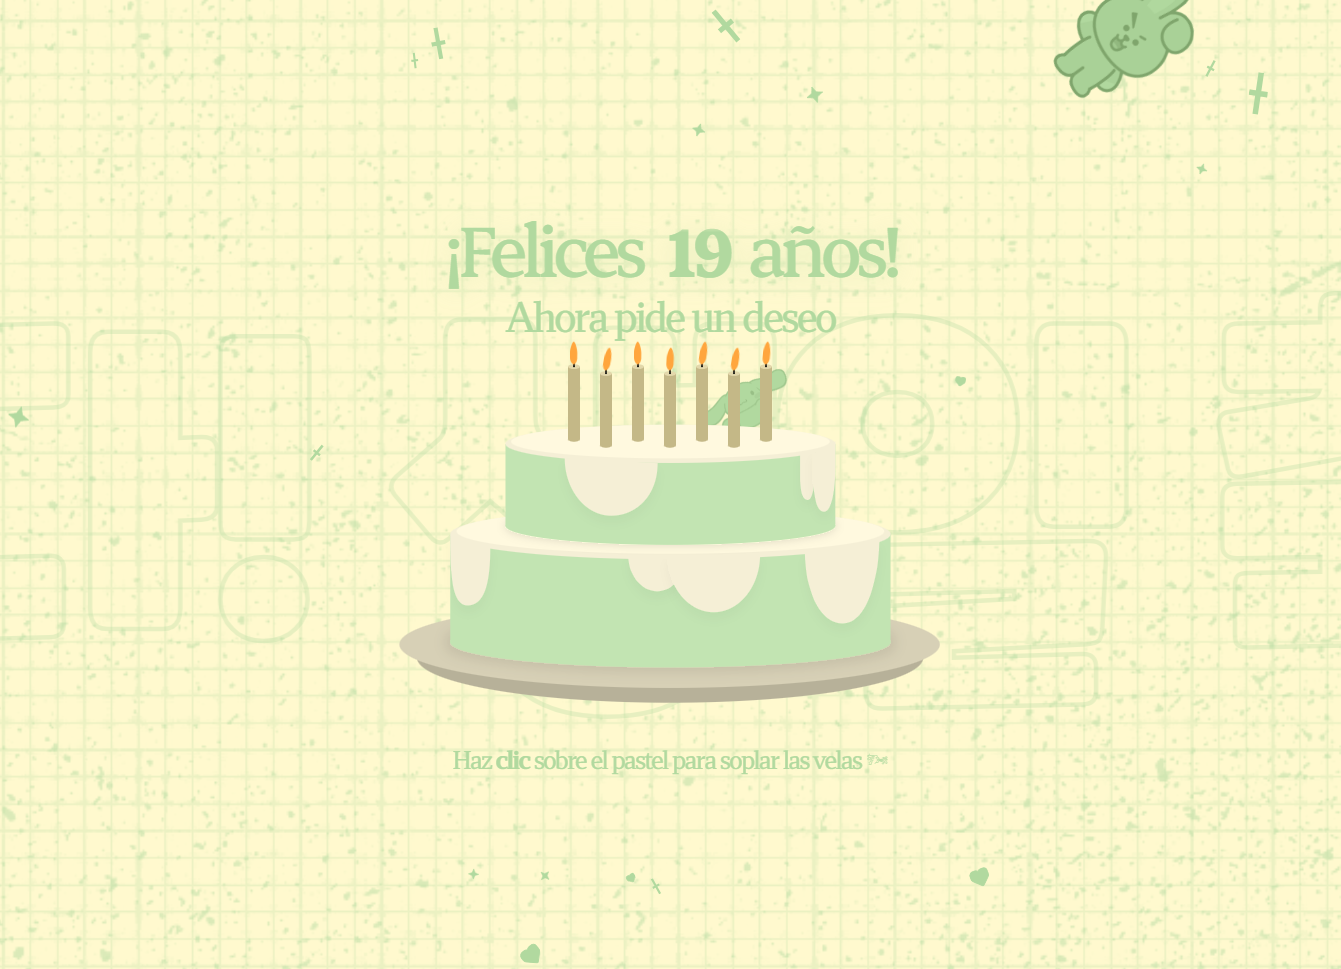 ¡Felices 19 años!
Ahora pide un deseo
Haz clic sobre el pastel para soplar las velas ☜